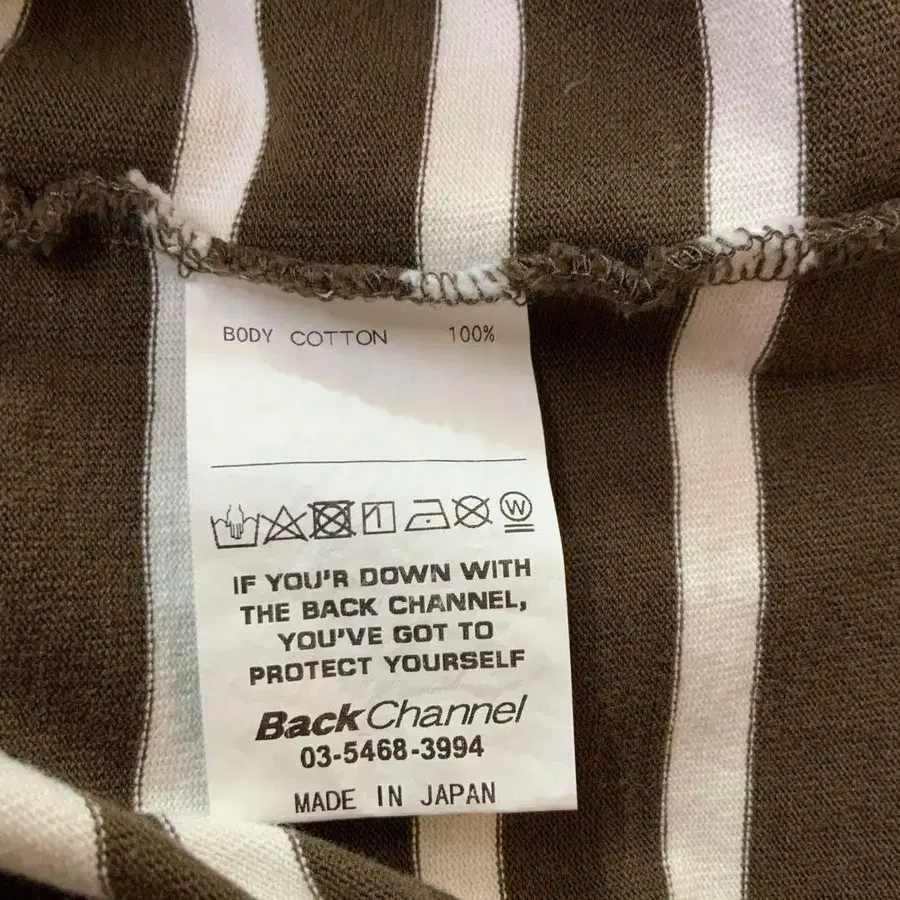 BODY COTTON 100%
W
IF YOU'R DOWN WITH
THE BACK CHANNEL,
YOU'VE GOT TO
PROTECT YOURSELF
BackChannel
03-5468-3994
MADE IN JAPAN